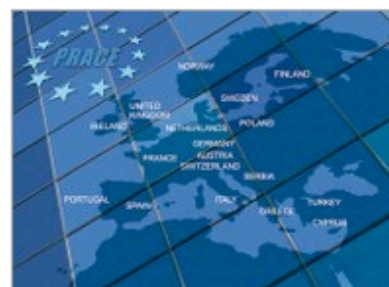 PRACE
NORWAY
FINLAND
SWEDEN
UNITED
KINGDOM
IRELAND
NETHERLANDS
POLAND
GERMANY
FRANCE
AUSTRIA
SWITZERLAND
SERBIA
PORTUGAL
SPAIN
ITALY
GREECE
TURKEY
CYPRUS